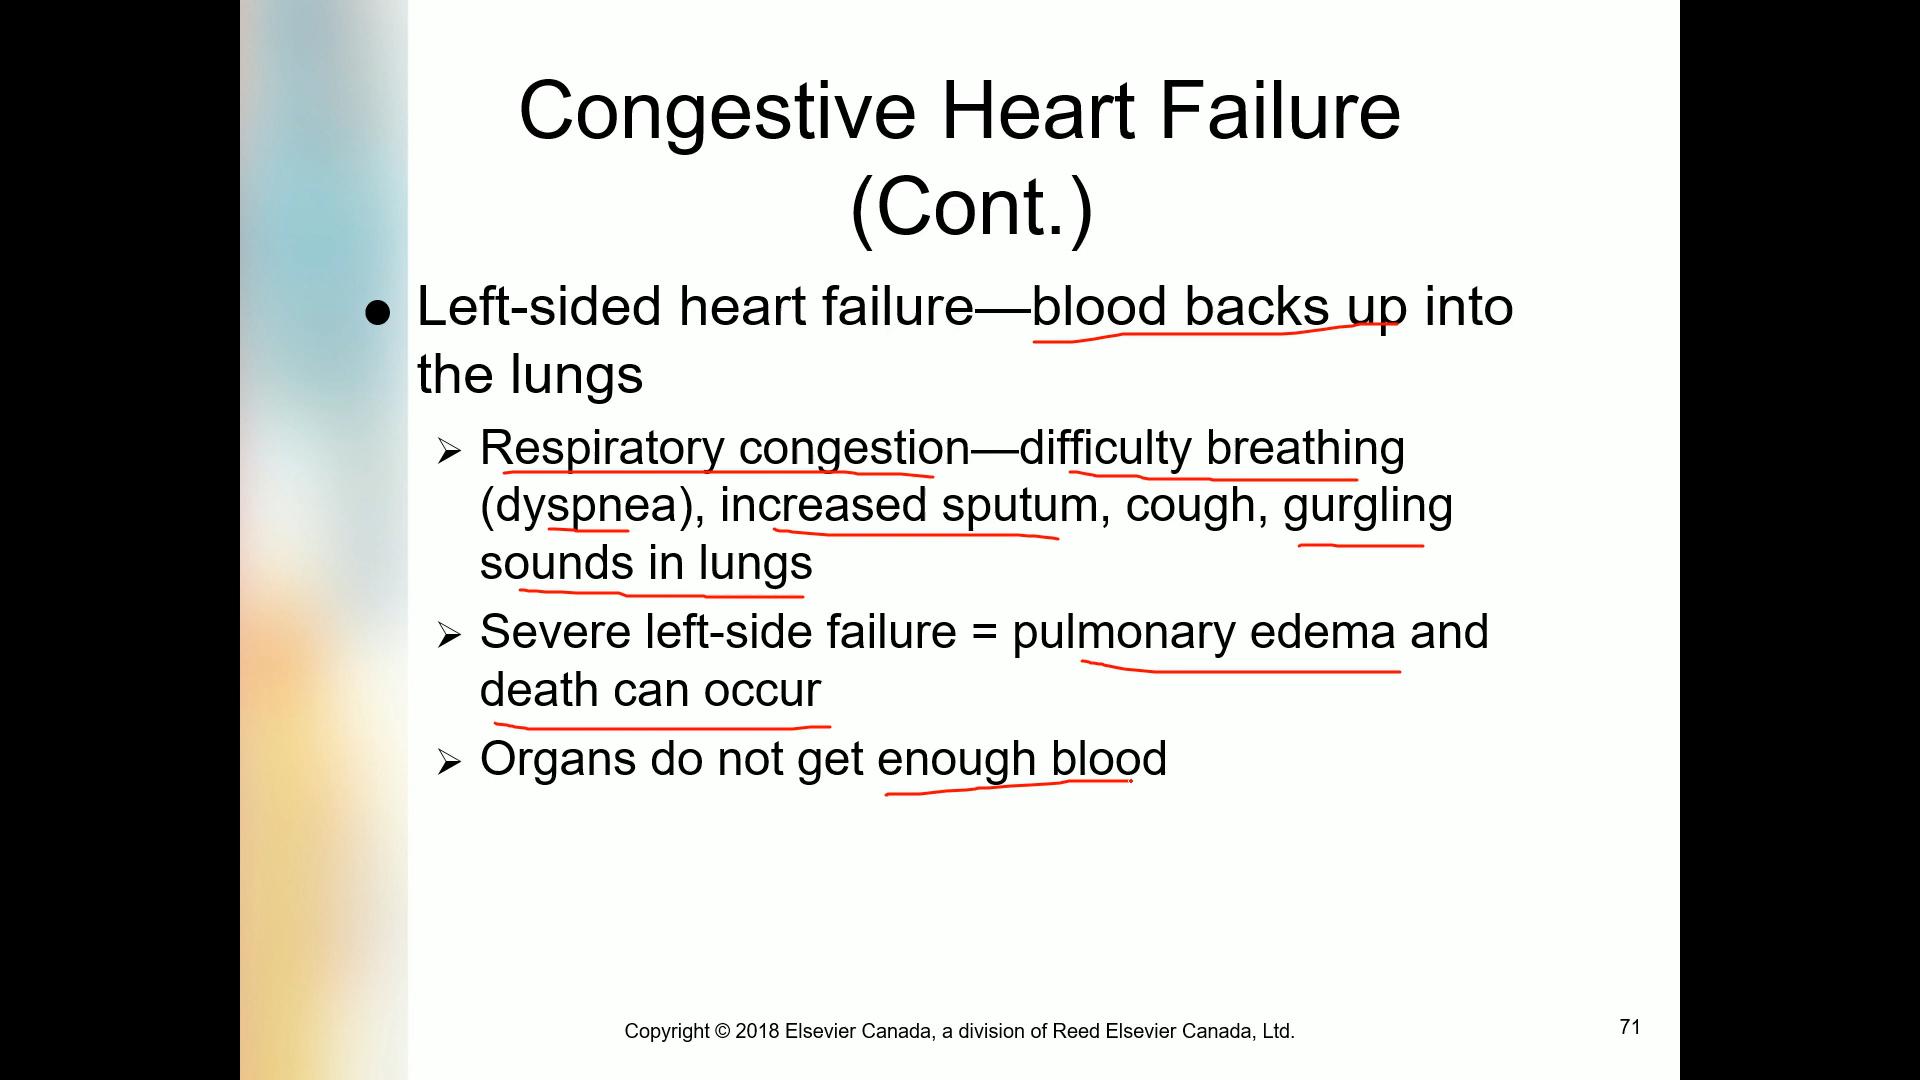 Congestive Heart Failure
(Cont.)
● Left-sided heart failure—blood backs up into
the lungs
➢ Respiratory congestion—difficulty breathing
(dyspnea), increased sputum, cough, gurgling
sounds in lungs
➢ Severe left-side failure = pulmonary edema and
death can occur
➢ Organs do not get enough blood
Copyright © 2018 Elsevier Canada, a division of Reed Elsevier Canada, Ltd.
71